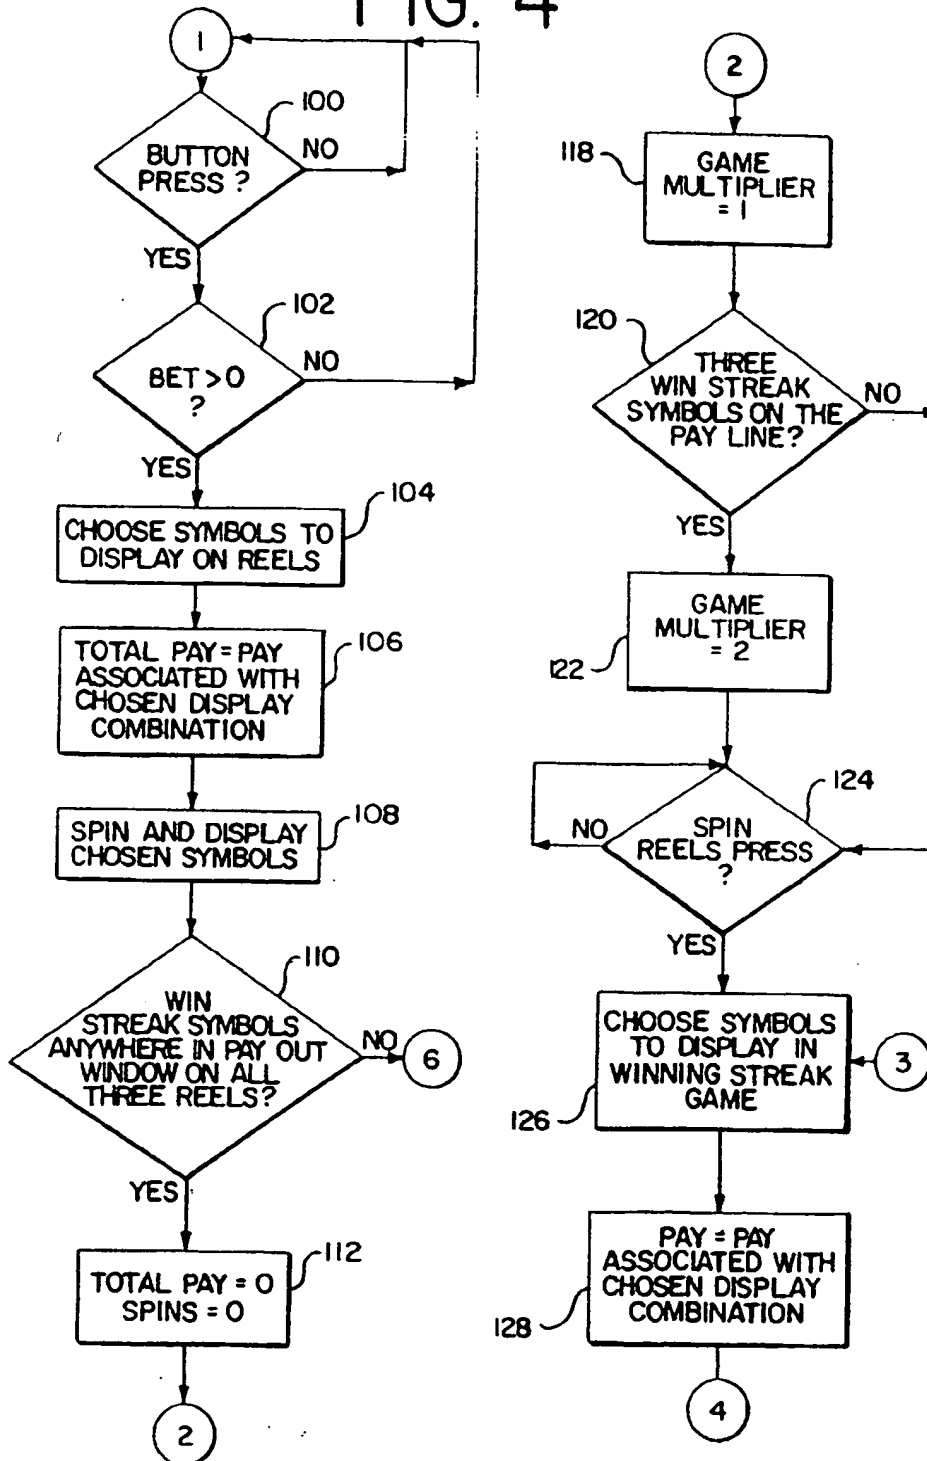 FIG. 4
1
100
BUTTON
PRESS ?
NO
YES
102
BET > 0
?
NO
YES
104
CHOOSE SYMBOLS TO
DISPLAY ON REELS
106
TOTAL PAY = PAY
ASSOCIATED WITH
CHOSEN DISPLAY
COMBINATION
108
SPIN AND DISPLAY
CHOSEN SYMBOLS
110
WIN
STREAK SYMBOLS
ANYWHERE IN PAY OUT
WINDOW ON ALL
THREE REELS?
NO
6
YES
112
TOTAL PAY = 0
SPINS = 0
2
2
118
GAME
MULTIPLIER
= 1
120
THREE
WIN STREAK
SYMBOLS ON THE
PAY LINE?
NO
YES
GAME
MULTIPLIER
= 2
122
124
SPIN
REELS PRESS
?
NO
YES
CHOOSE SYMBOLS
TO DISPLAY IN
WINNING STREAK
GAME
3
126
PAY = PAY
ASSOCIATED WITH
CHOSEN DISPLAY
COMBINATION
128
4